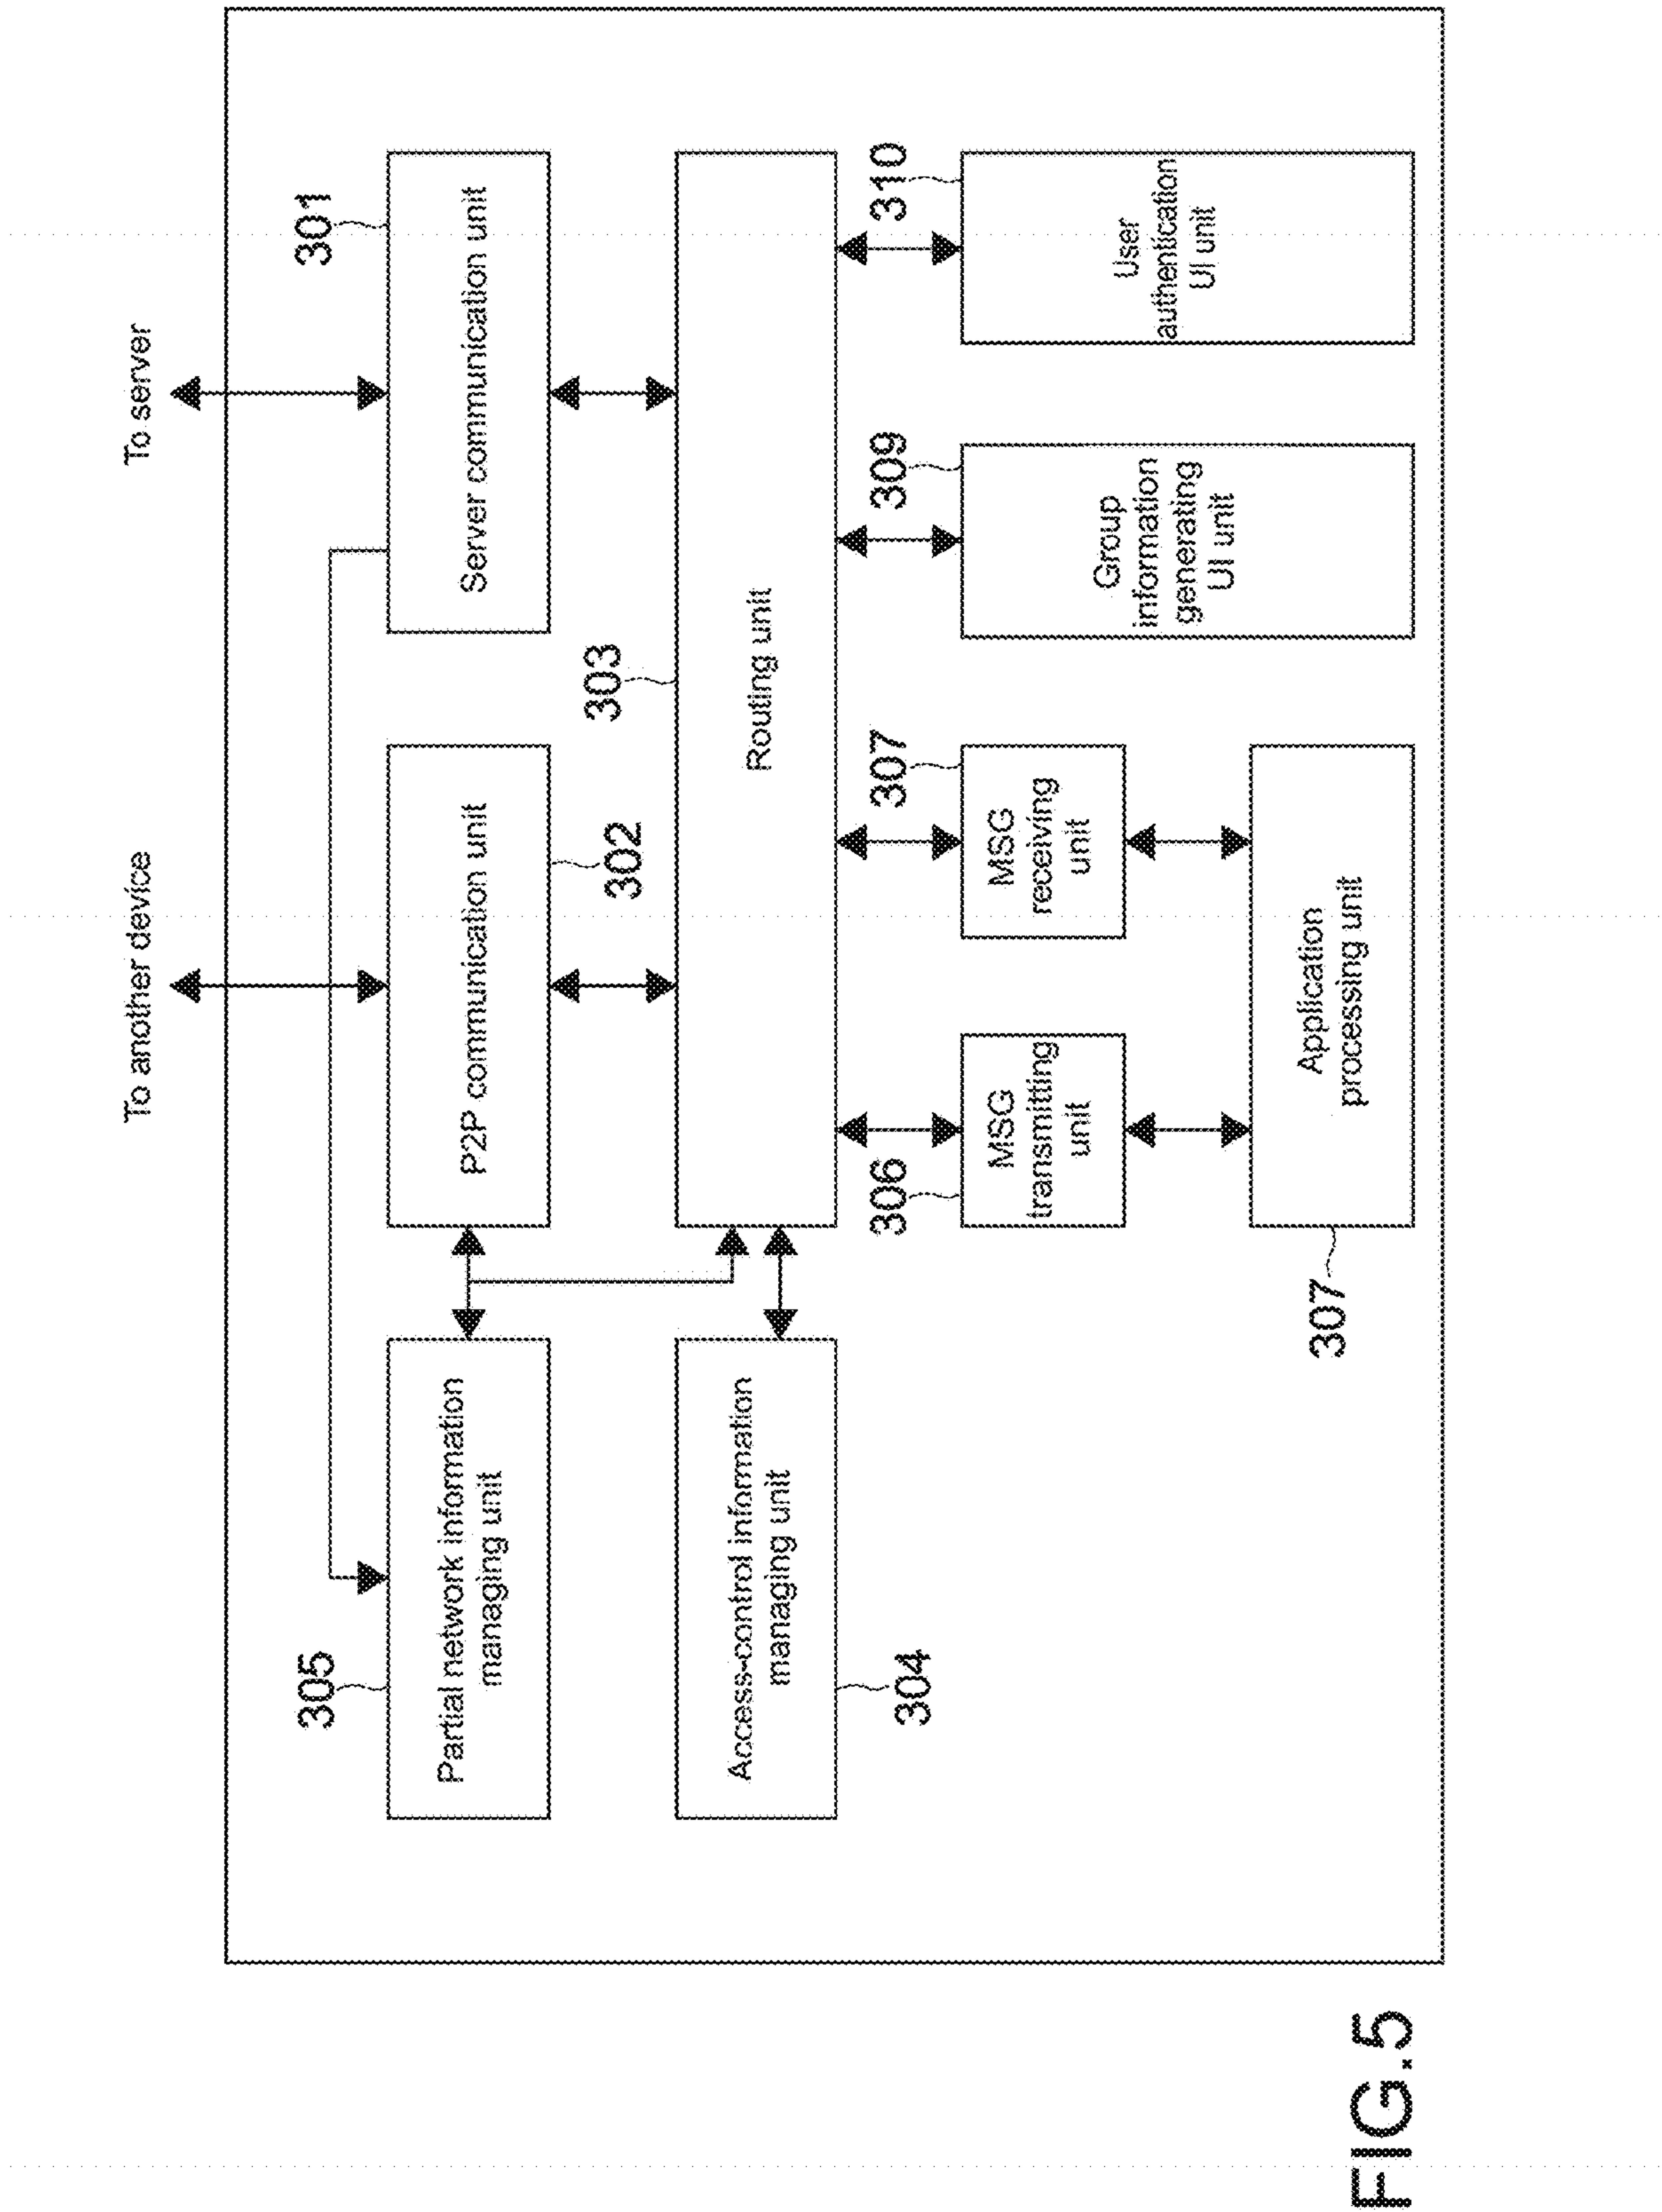 To another device
To server
305
301
Partial network information
managing unit
P2P communication unit
Server communication unit
302
303
Access-control information
managing unit
Routing unit
304
306
307
309
310
MSG
transmitting
unit
MSG
receiving
unit
Group
information
generating
UI unit
User
authentication
UI unit
307
Application
processing unit
FIG.5